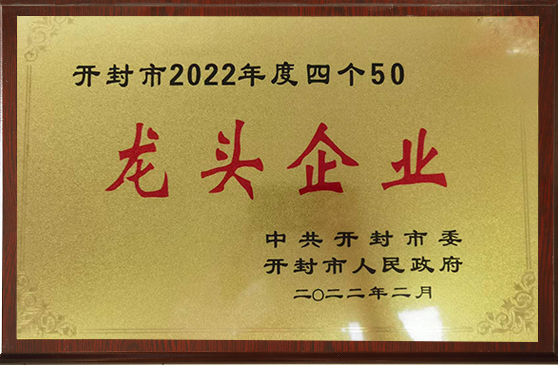 开封市2022年度四个50
龙头企业
中共开封市委
开封市人民政府
二〇二二年二月